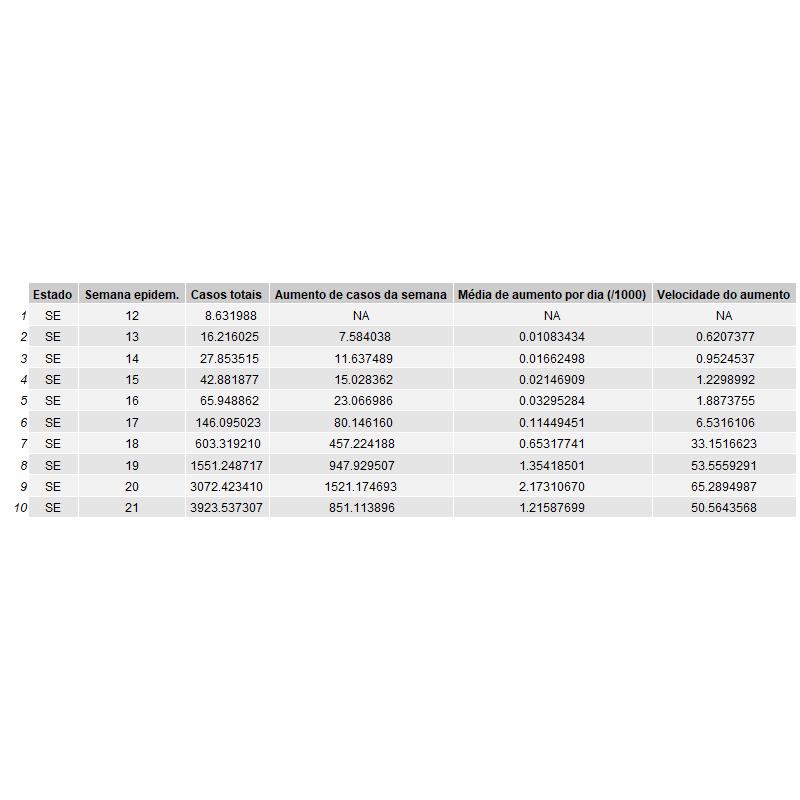 Estado Semana epidem. Casos totais Aumento de casos da semana Média de aumento por dia (/1000) Velocidade do aumento
1 SE 12 8.631988 NA NA NA
2 SE 13 16.216025 7.584038 0.01083434 0.6207377
3 SE 14 27.853515 11.637489 0.01662498 0.9524537
4 SE 15 42.881877 15.028362 0.02146909 1.2298992
5 SE 16 65.948862 23.066986 0.03295284 1.8873755
6 SE 17 146.095023 80.146160 0.11449451 6.5316106
7 SE 18 603.319210 457.224188 0.65317741 33.1516623
8 SE 19 1551.248717 947.929507 1.35418501 53.5559291
9 SE 20 3072.423410 1521.174693 2.17310670 65.2894987
10 SE 21 3923.537307 851.113896 1.21587699 50.5643568